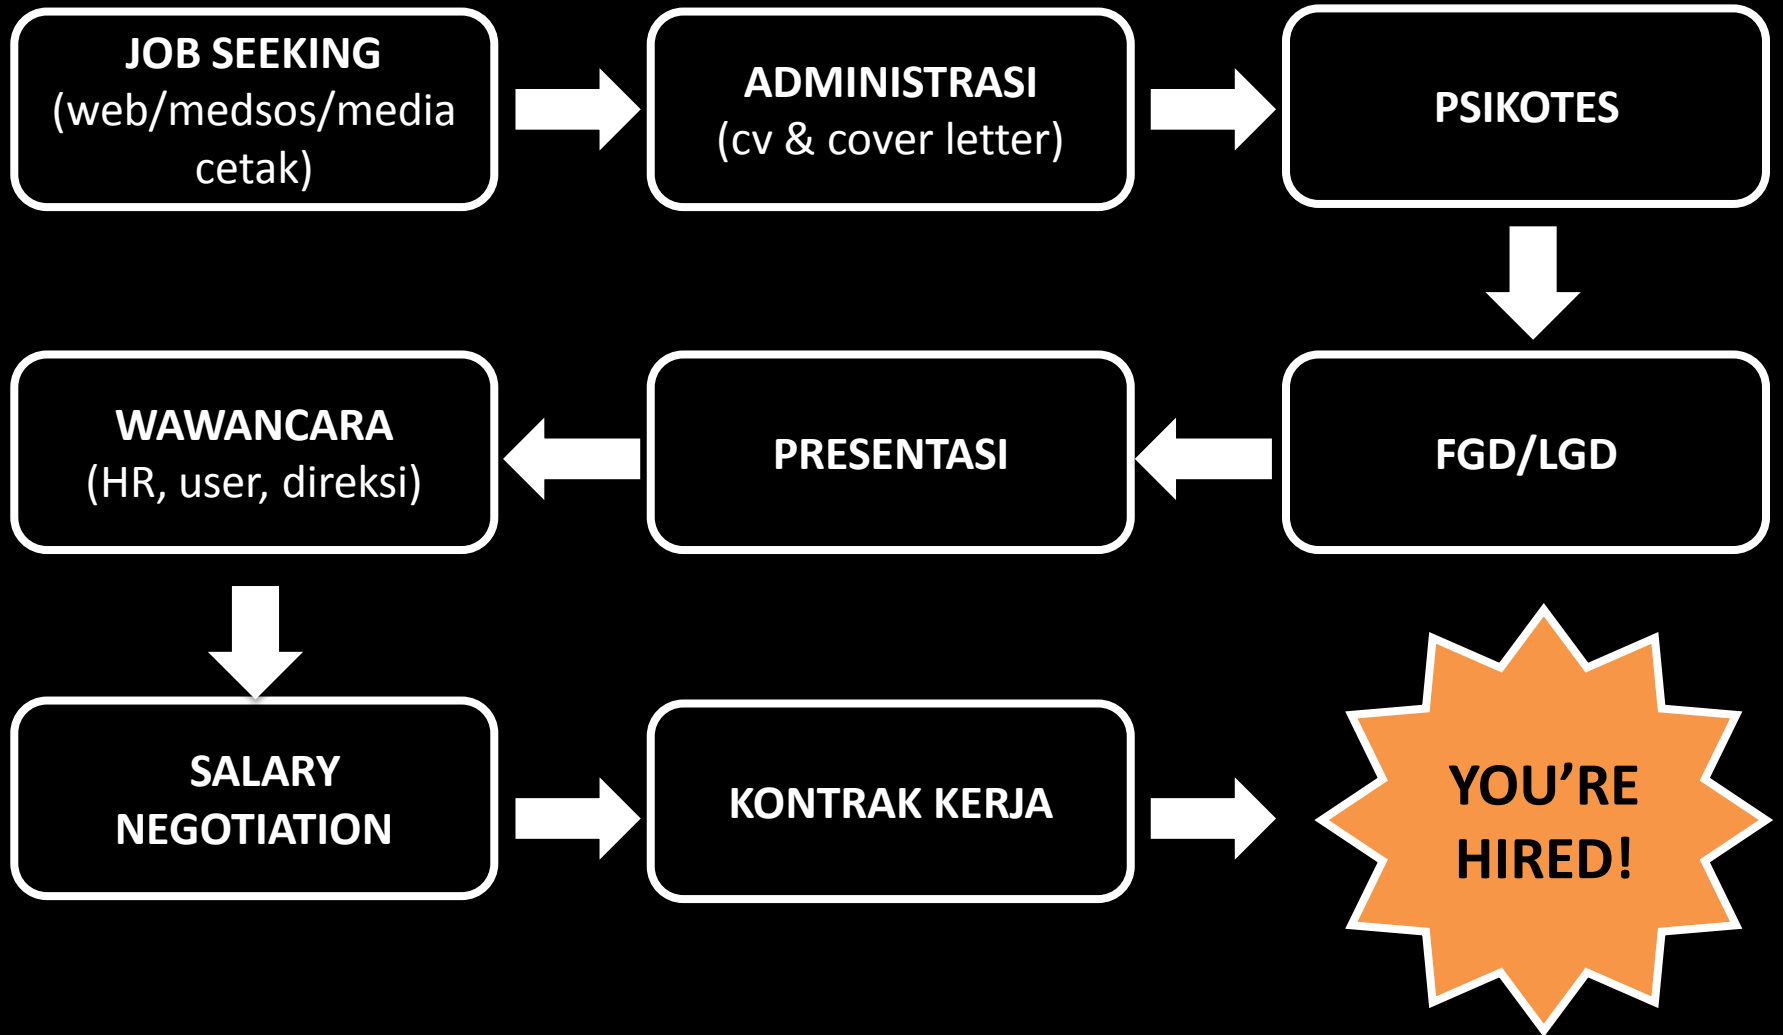 JOB SEEKING
(web/medsos/media
cetak)
ADMINISTRASI
(cv & cover letter)
PSIKOTES
FGD/LGD
PRESENTASI
WAWANCARA
(HR, user, direksi)
SALARY
NEGOTIATION
KONTRAK KERJA
YOU’RE
HIRED!